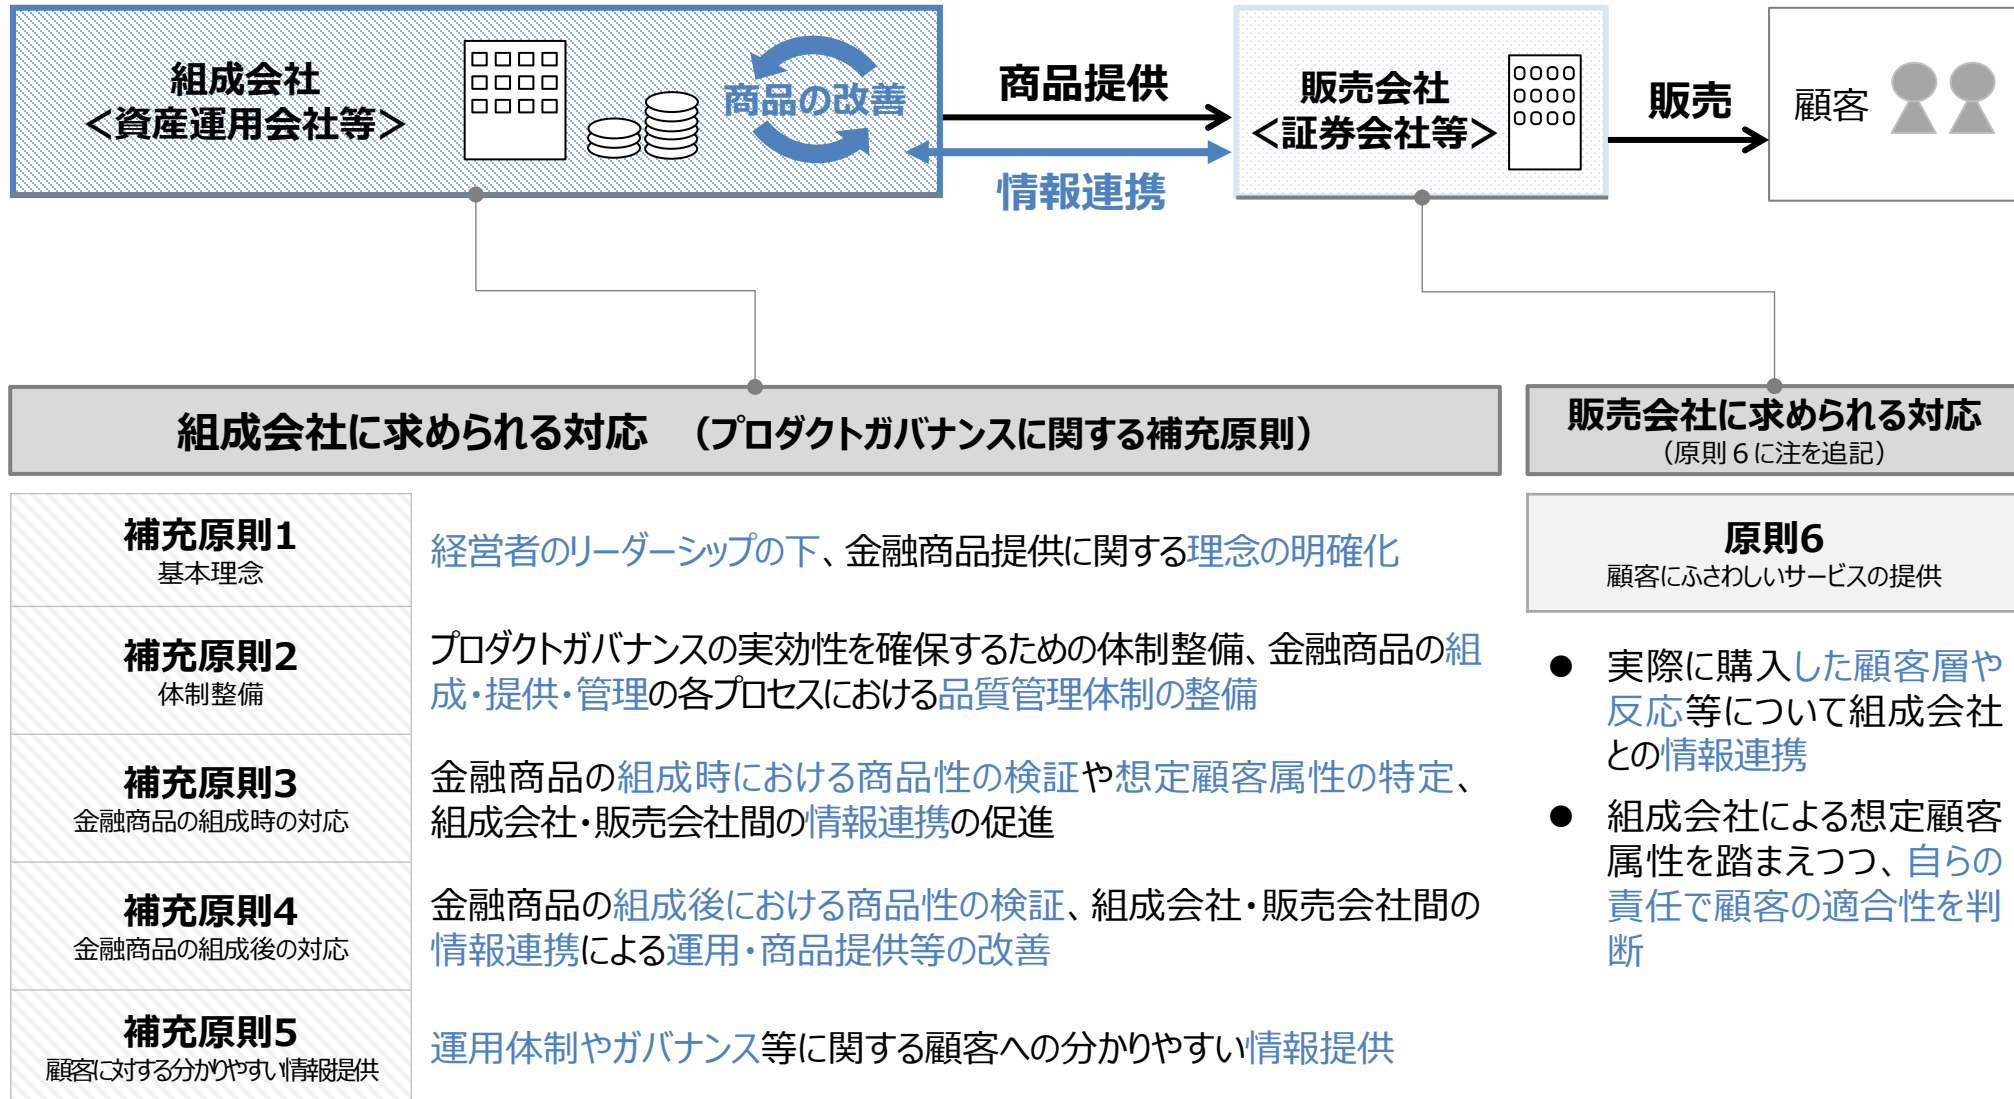 組成会社
＜資産運用会社等＞
商品の改善
商品提供
情報連携
販売会社
＜証券会社等＞
販売
顧客
組成会社に求められる対応　（プロダクトガバナンスに関する補充原則）
補充原則1
基本理念
経営者のリーダーシップの下、金融商品提供に関する理念の明確化
補充原則2
体制整備
プロダクトガバナンスの実効性を確保するための体制整備、金融商品の組
成・提供・管理の各プロセスにおける品質管理体制の整備
補充原則3
金融商品の組成時の対応
金融商品の組成時における商品性の検証や想定顧客属性の特定、
組成会社・販売会社間の情報連携の促進
補充原則4
金融商品の組成後の対応
金融商品の組成後における商品性の検証、組成会社・販売会社間の
情報連携による運用・商品提供等の改善
補充原則5
顧客に対する分かりやすい情報提供
運用体制やガバナンス等に関する顧客への分かりやすい情報提供
販売会社に求められる対応
（原則６に注を追記）
原則6
顧客にふさわしいサービスの提供
● 実際に購入した顧客層や
反応等について組成会社
との情報連携
● 組成会社による想定顧客
属性を踏まえつつ、自らの
責任で顧客の適合性を判
断